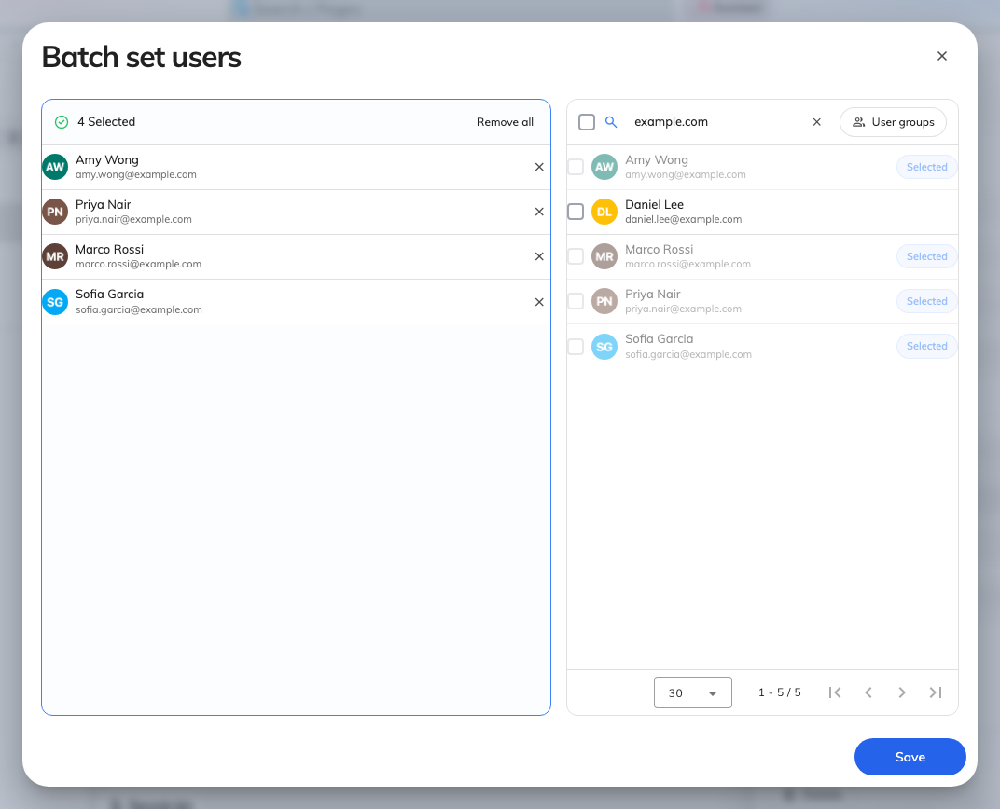 Batch set users
4 Selected
Remove all
AW
Amy Wong
amy.wong@example.com
PN
Priya Nair
priya.nair@example.com
MR
Marco Rossi
marco.rossi@example.com
SG
Sofia Garcia
sofia.garcia@example.com
example.com
User groups
AW
Amy Wong
amy.wong@example.com
Selected
DL
Daniel Lee
daniel.lee@example.com
MR
Marco Rossi
marco.rossi@example.com
Selected
PN
Priya Nair
priya.nair@example.com
Selected
SG
Sofia Garcia
sofia.garcia@example.com
Selected
30
1 - 5 / 5
Save